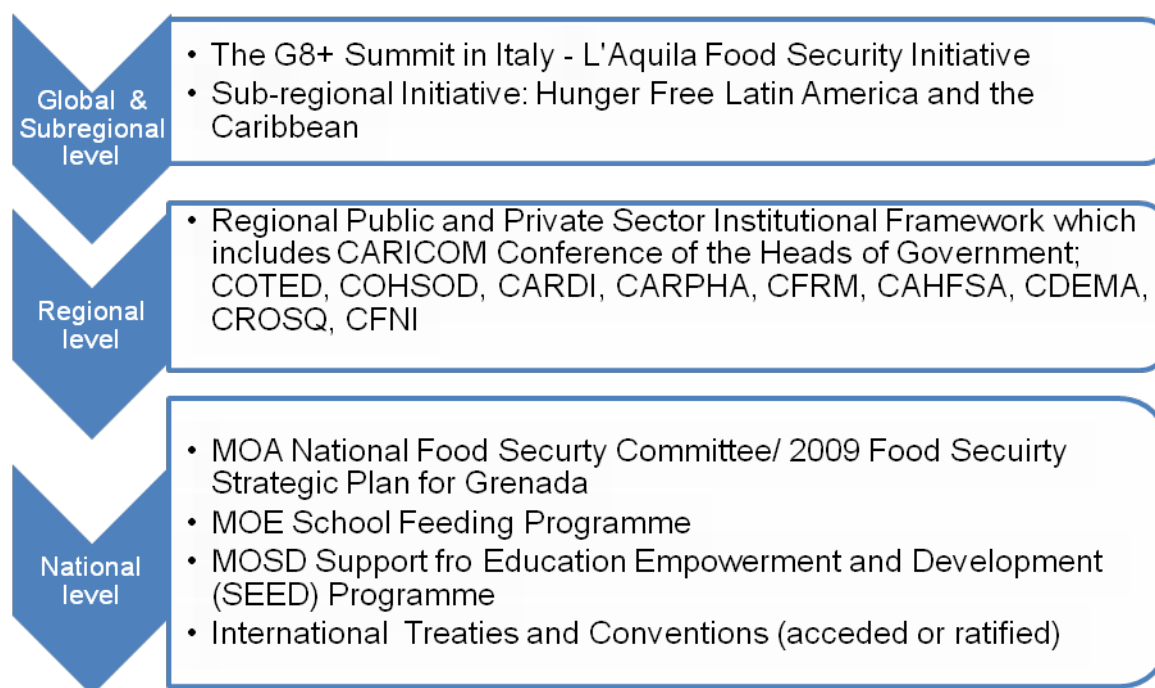 Global &
Subregional
level
• The G8+ Summit in Italy - L'Aquila Food Security Initiative
• Sub-regional Initiative: Hunger Free Latin America and the
Caribbean
Regional
level
• Regional Public and Private Sector Institutional Framework which
includes CARICOM Conference of the Heads of Government;
COTED, COHSOD, CARDI, CARPHA, CFRM, CAHFSA, CDEMA,
CROSQ, CFNI
National
level
• MOA National Food Securty Committee/ 2009 Food Secuirty
Strategic Plan for Grenada
• MOE School Feeding Programme
• MOSD Support fro Education Empowerment and Development
(SEED) Programme
• International Treaties and Conventions (acceded or ratified)